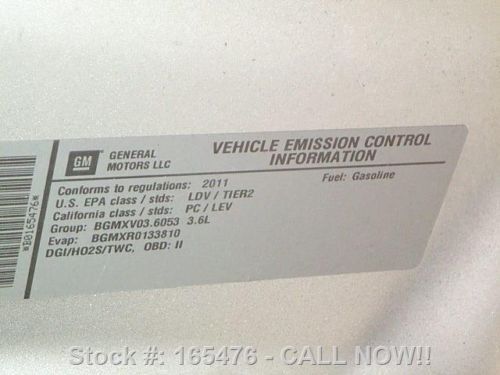 GM GENERAL MOTORS LLC
VEHICLE EMISSION CONTROL
INFORMATION
Conforms to regulations: 2011
Fuel: Gasoline
U.S. EPA class / stds: LDV / TIER2
California class / stds: PC / LEV
Group: BGMXV03.6053 3.6L
Evap: BGMXR0133810
DGI/HO2S/TWC, OBD: II
*B0165476*
Stock #: 165476 - CALL NOW!!